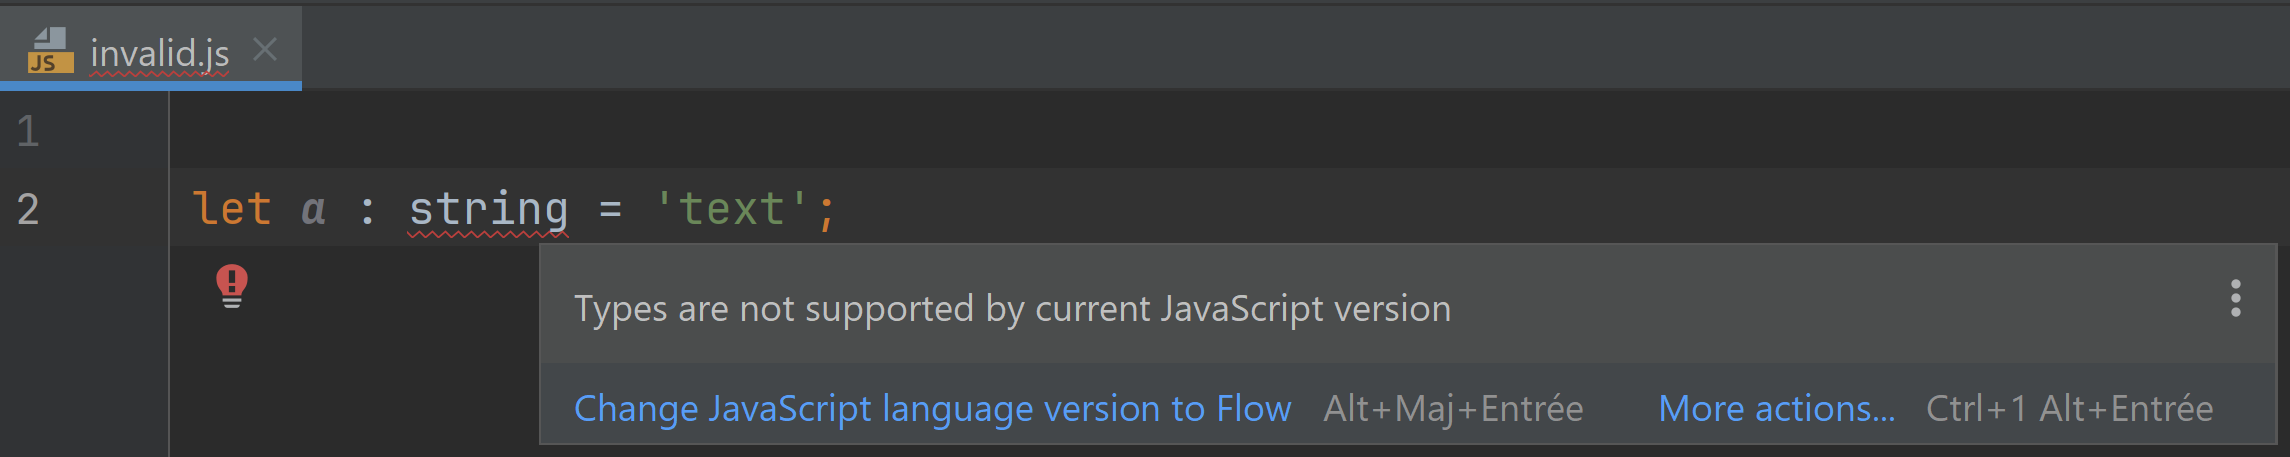 JS invalid.js
1
2 let a : string = 'text';
Types are not supported by current JavaScript version
Change JavaScript language version to Flow Alt+Maj+Entrée More actions... Ctrl+1 Alt+Entrée